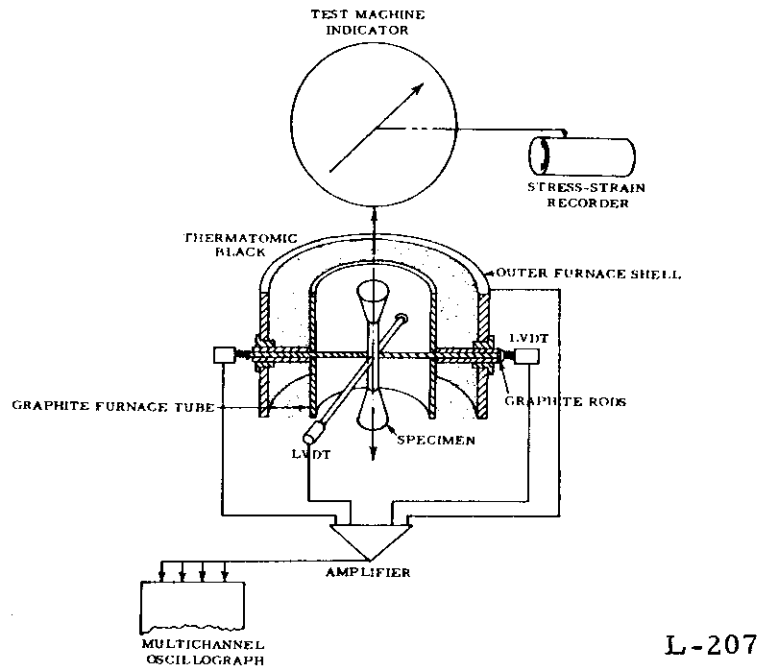 TEST MACHINE
INDICATOR
STRESS-STRAIN
RECORDER
THERMATOMIC
BLACK
OUTER FURNACE SHELL
LVDT
GRAPHITE RODS
GRAPHITE FURNACE TUBE
SPECIMEN
LVDT
AMPLIFIER
MULTICHANNEL
OSCILLOGRAPH
L-207